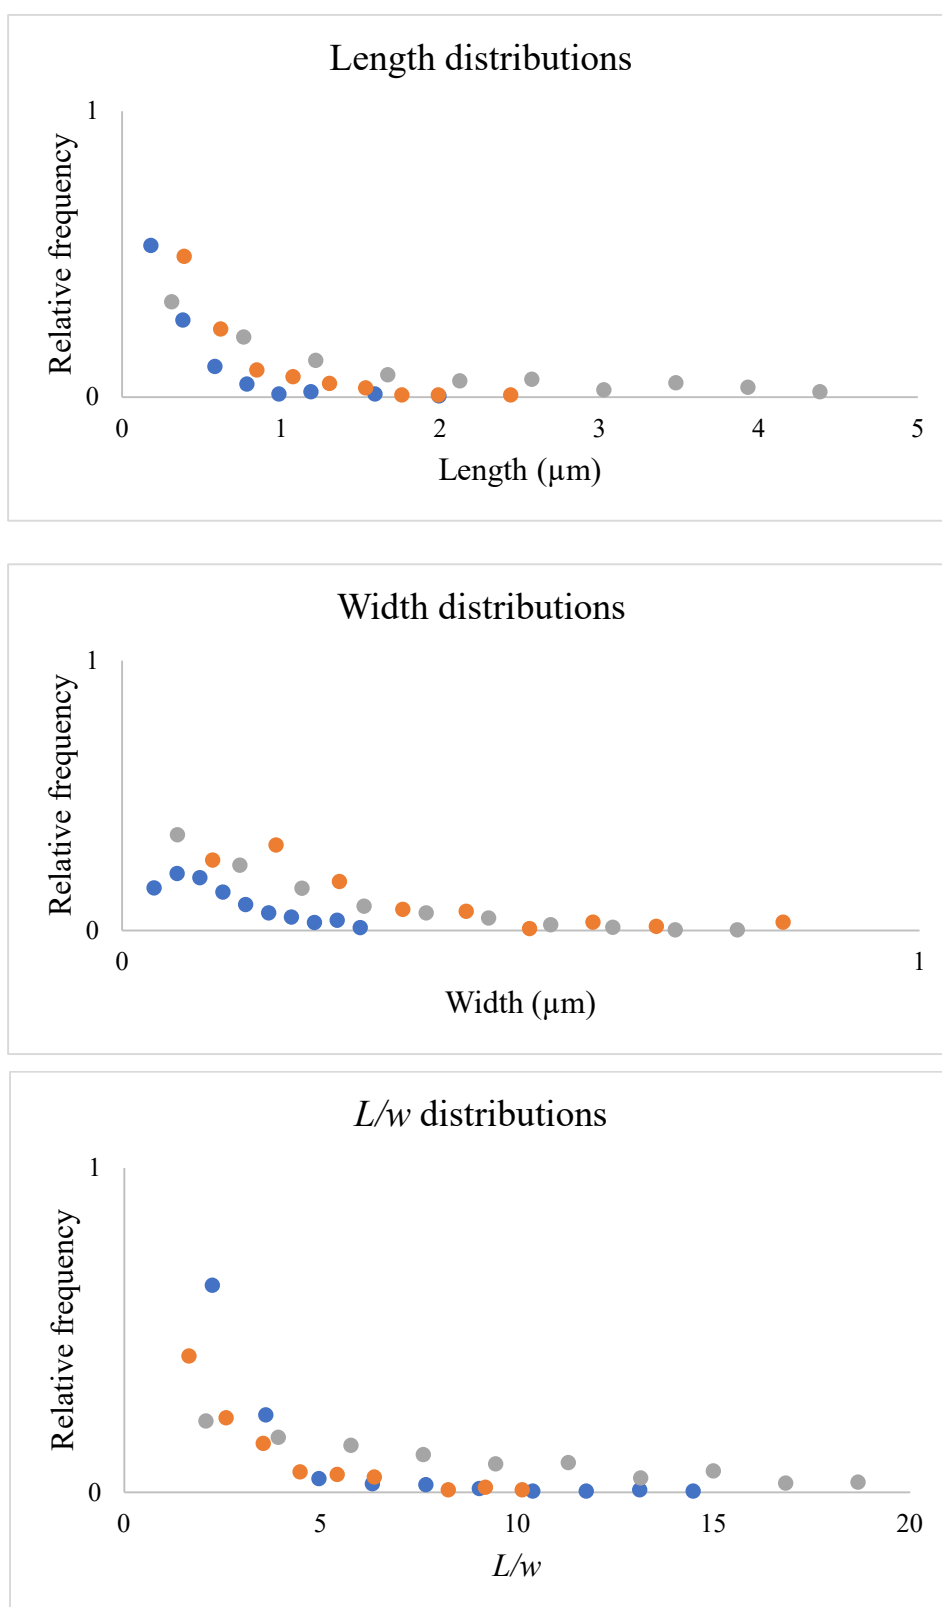 Length distributions
1
Relative frequency
0
0 1 2 3 4 5
Length (µm)
Width distributions
1
Relative frequency
0
0 1
Width (µm)
L/w distributions
1
Relative frequency
0
0 5 10 15 20
L/w